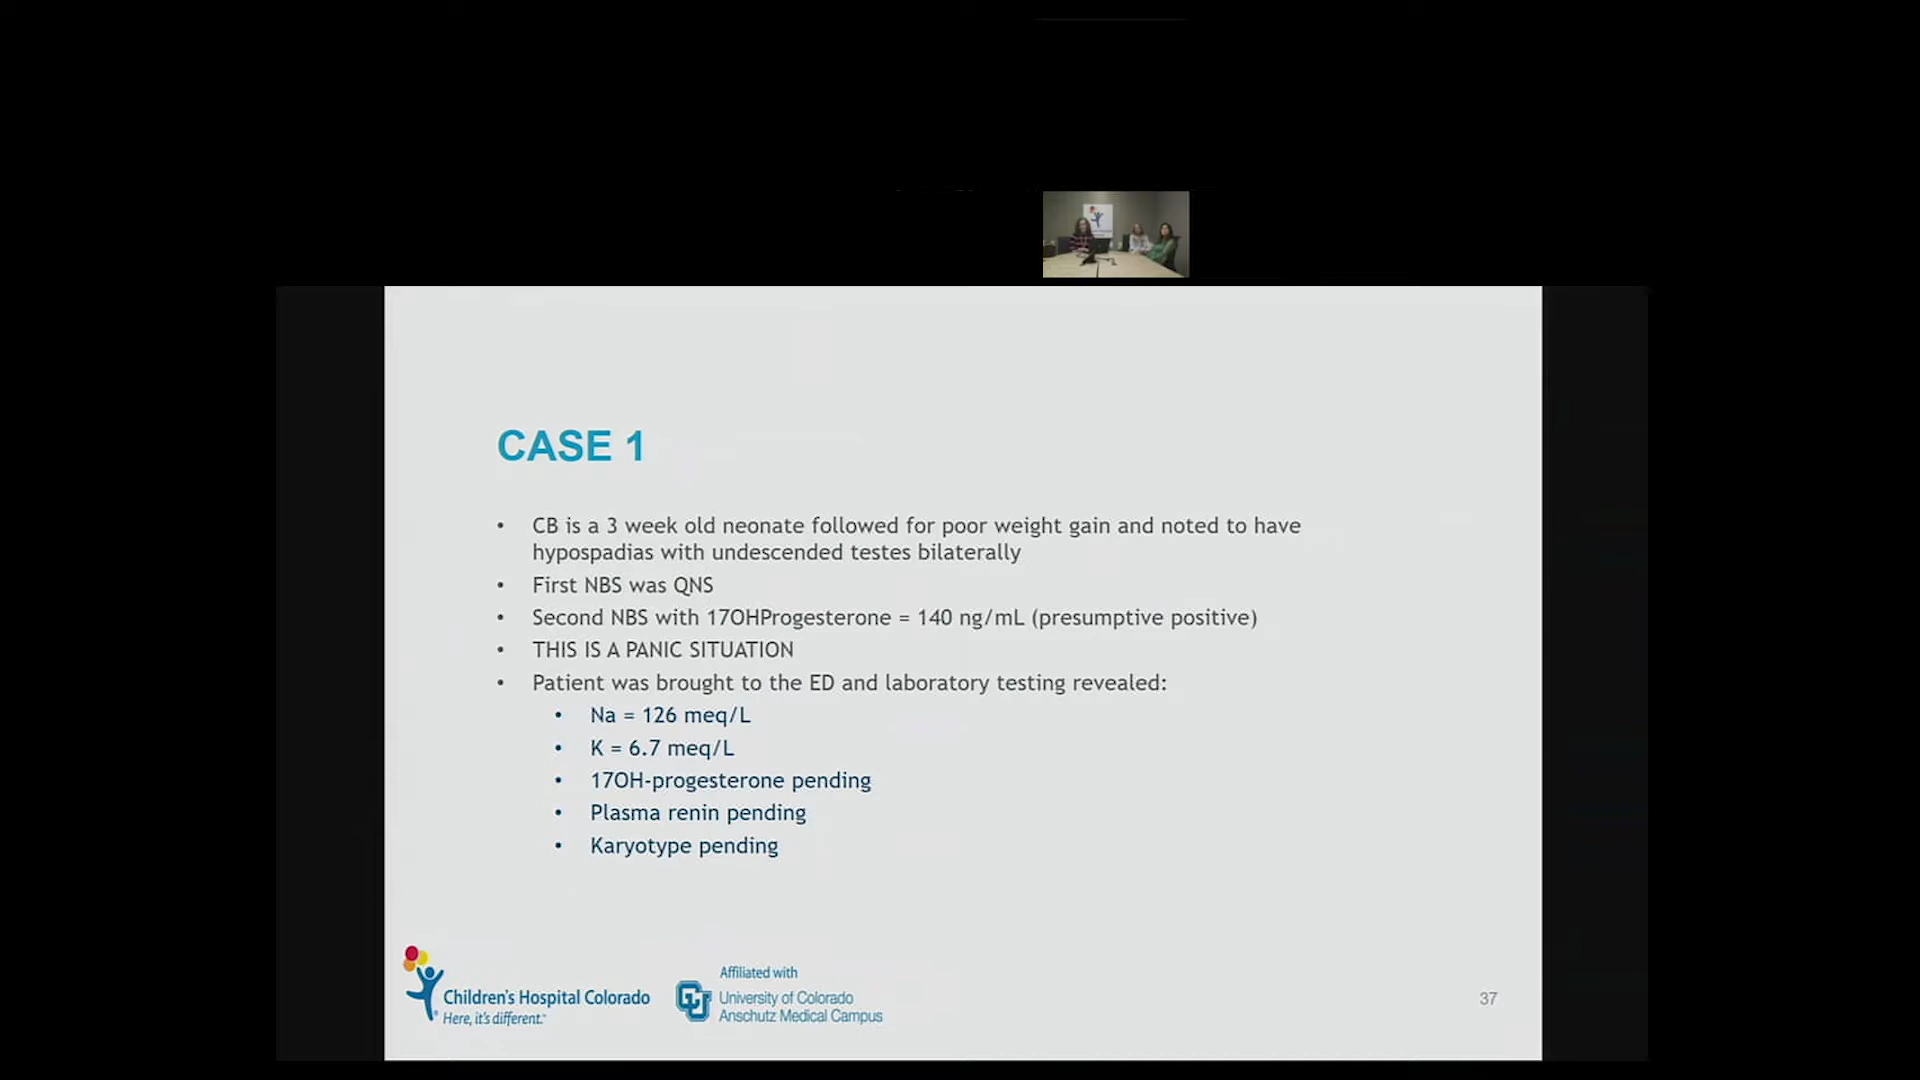 CASE 1
• CB is a 3 week old neonate followed for poor weight gain and noted to have
hypospadias with undescended testes bilaterally
• First NBS was QNS
• Second NBS with 17OHProgesterone = 140 ng/mL (presumptive positive)
• THIS IS A PANIC SITUATION
• Patient was brought to the ED and laboratory testing revealed:
• Na = 126 meq/L
• K = 6.7 meq/L
• 17OH-progesterone pending
• Plasma renin pending
• Karyotype pending
Children's Hospital Colorado
Here, it's different.™
Affiliated with
University of Colorado
Anschutz Medical Campus
37